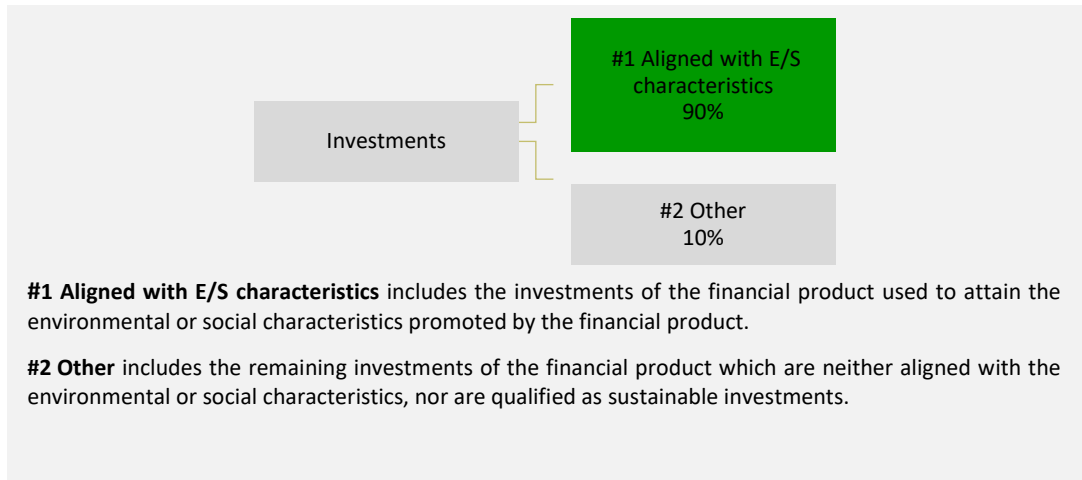 #1 Aligned with E/S
characteristics
90%
Investments
#2 Other
10%
#1 Aligned with E/S characteristics includes the investments of the financial product used to attain the
environmental or social characteristics promoted by the financial product.
#2 Other includes the remaining investments of the financial product which are neither aligned with the
environmental or social characteristics, nor are qualified as sustainable investments.